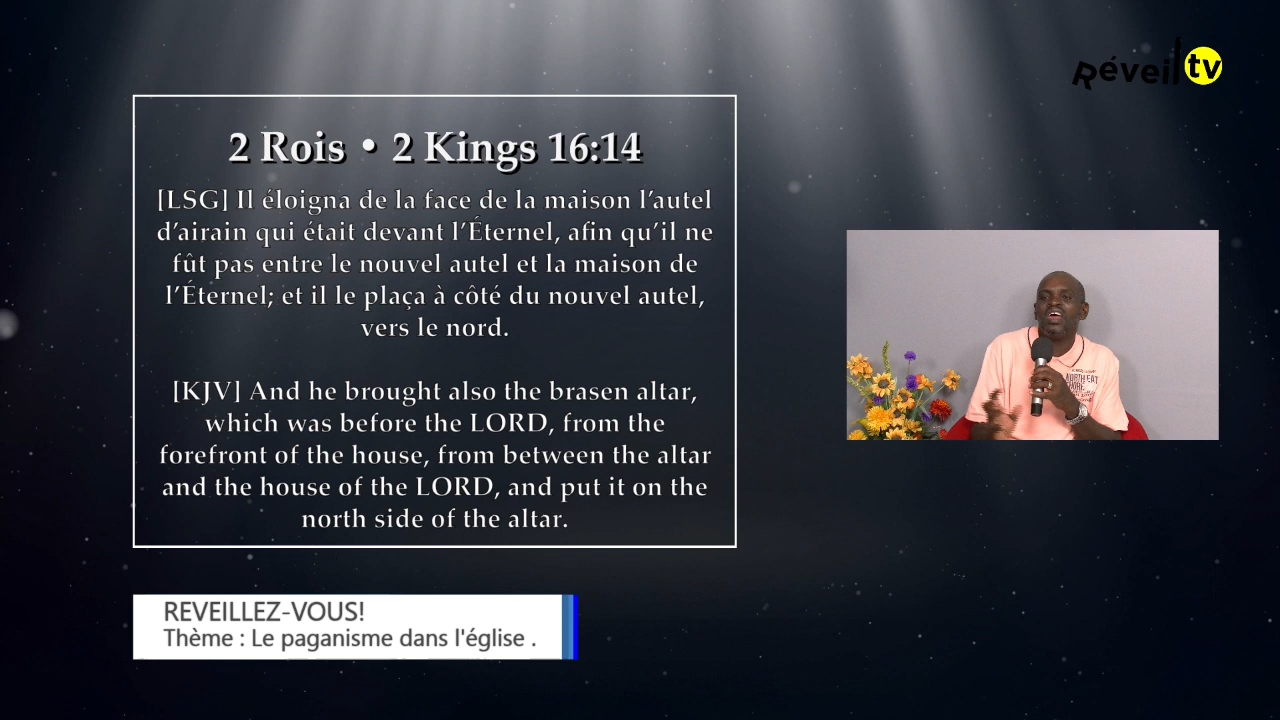 Réveil tv
2 Rois • 2 Kings 16:14
[LSG] Il éloigna de la face de la maison l’autel
d’airain qui était devant l’Éternel, afin qu’il ne
fût pas entre le nouvel autel et la maison de
l’Éternel; et il le plaça à côté du nouvel autel,
vers le nord.
[KJV] And he brought also the brasen altar,
which was before the LORD, from the
forefront of the house, from between the altar
and the house of the LORD, and put it on the
north side of the altar.
NORTH EAT
REVEILLEZ-VOUS!
Thème : Le paganisme dans l'église .